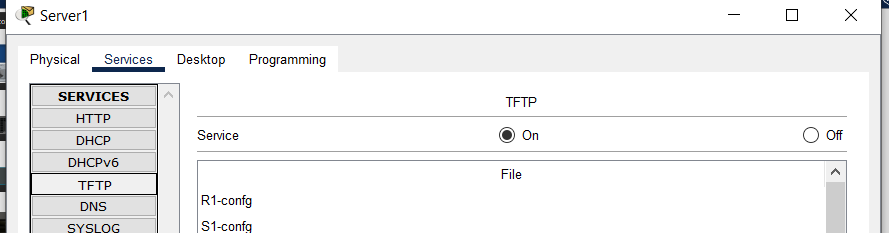 Server1
Physical Services Desktop Programming
SERVICES
HTTP
DHCP
DHCPv6
TFTP
DNS
SYSLOG
TFTP
Service On Off
File
R1-confg
S1-confg